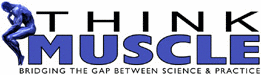 THINK
MUSCLE
BRIDGING THE GAP BETWEEN SCIENCE & PRACTICE